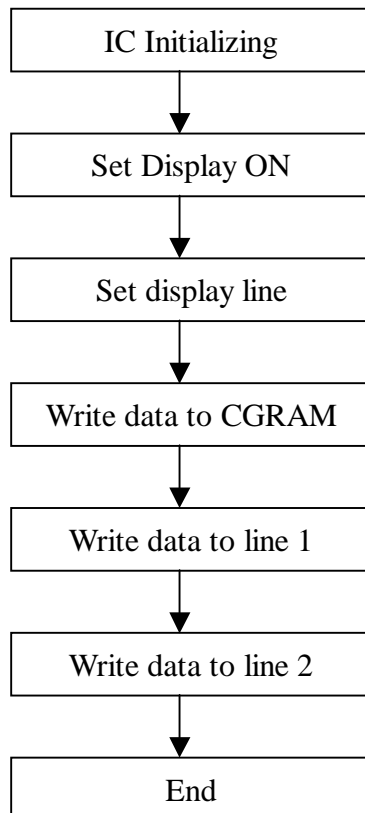 IC Initializing
Set Display ON
Set display line
Write data to CGRAM
Write data to line 1
Write data to line 2
End